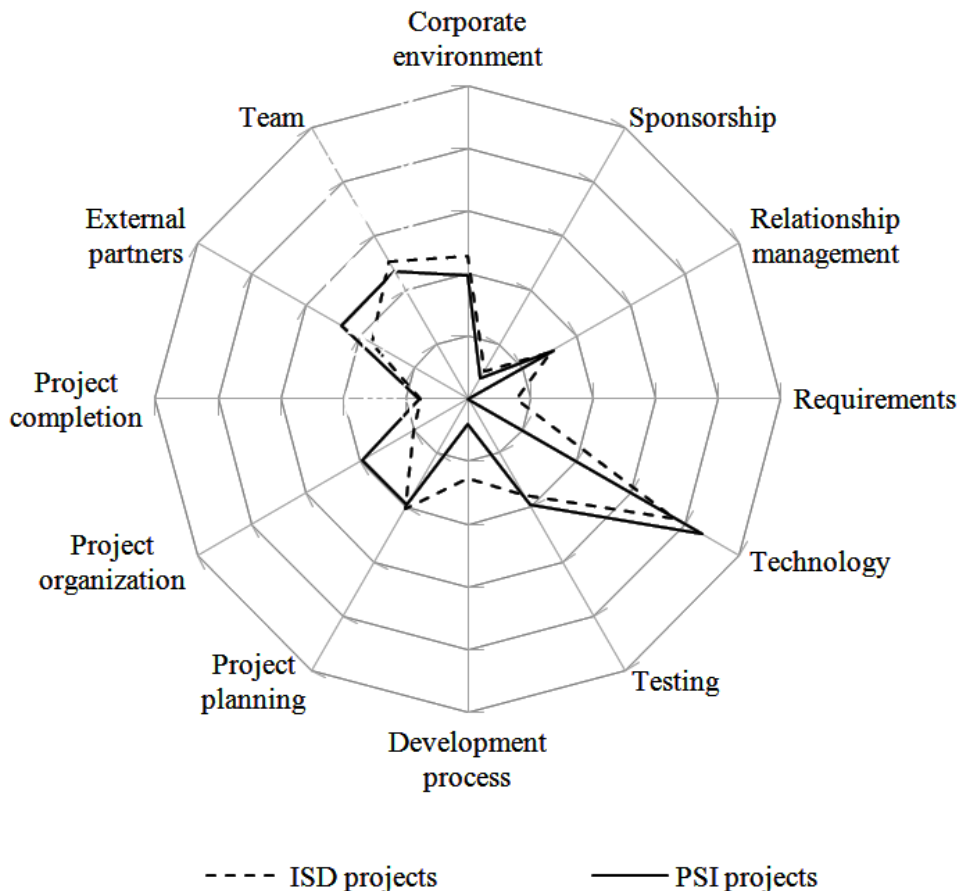 Corporate
environment
Team
Sponsorship
External
partners
Relationship
management
Project
completion
Requirements
Project
organization
Technology
Project
planning
Testing
Development
process
ISD projects
PSI projects